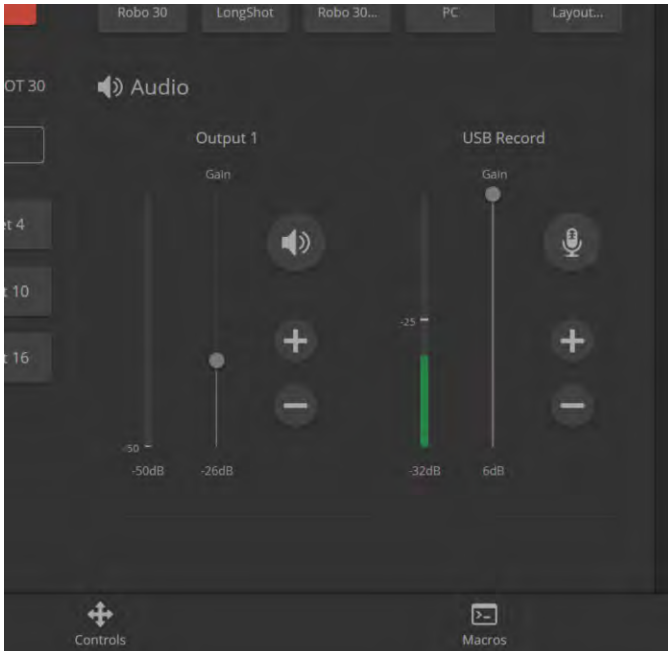 Robo 30 LongShot Robo 30... PC Layout...
OT 30 Audio
Output 1 USB Record
Gain Gain
et 4
-25
t 10
t 16
-50
-50dB -26dB -32dB 6dB
Controls Macros